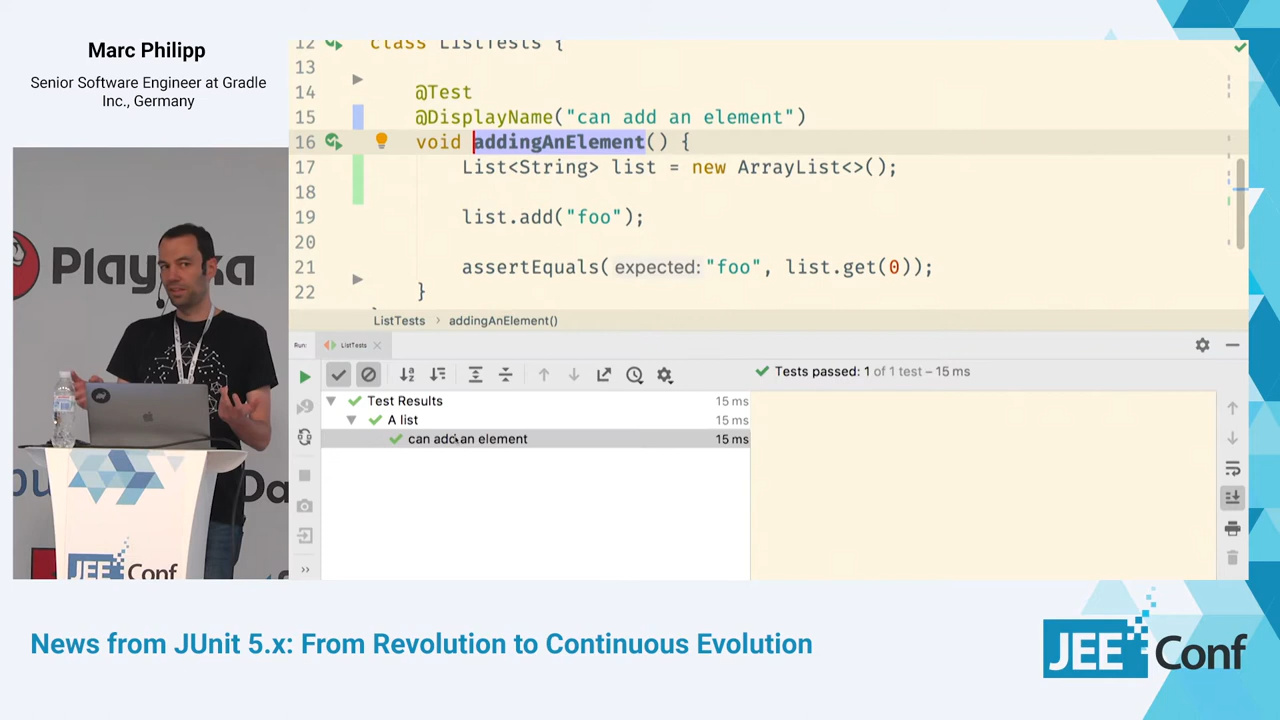 Marc Philipp
Senior Software Engineer at Gradle
Inc., Germany
12 class ListTests {
13
14 @Test
15 @DisplayName("can add an element")
16 void addingAnElement() {
17 List<String> list = new ArrayList<>();
18
19 list.add("foo");
20
21 assertEquals( expected: "foo", list.get(0));
22 }
ListTests › addingAnElement()
Run: ListTests
Tests passed: 1 of 1 test – 15 ms
Test Results 15 ms
A list 15 ms
can add an element 15 ms
JEE Conf
News from JUnit 5.x: From Revolution to Continuous Evolution
JEE Conf